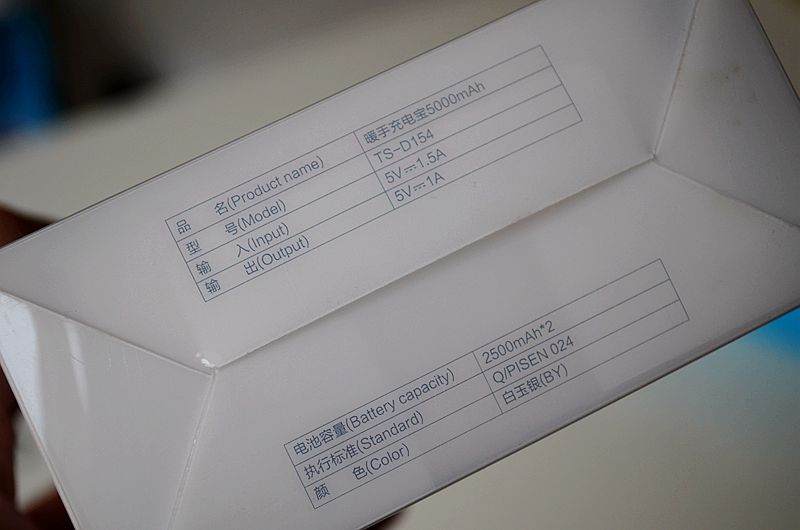 品 名(Product name) 暖手充电宝5000mAh
型 号(Model) TS-D154
输 入(Input) 5V⎓1.5A
输 出(Output) 5V⎓1A
电池容量(Battery capacity) 2500mAh*2
执行标准(Standard) Q/PISEN 024
颜 色(Color) 白玉银(BY)